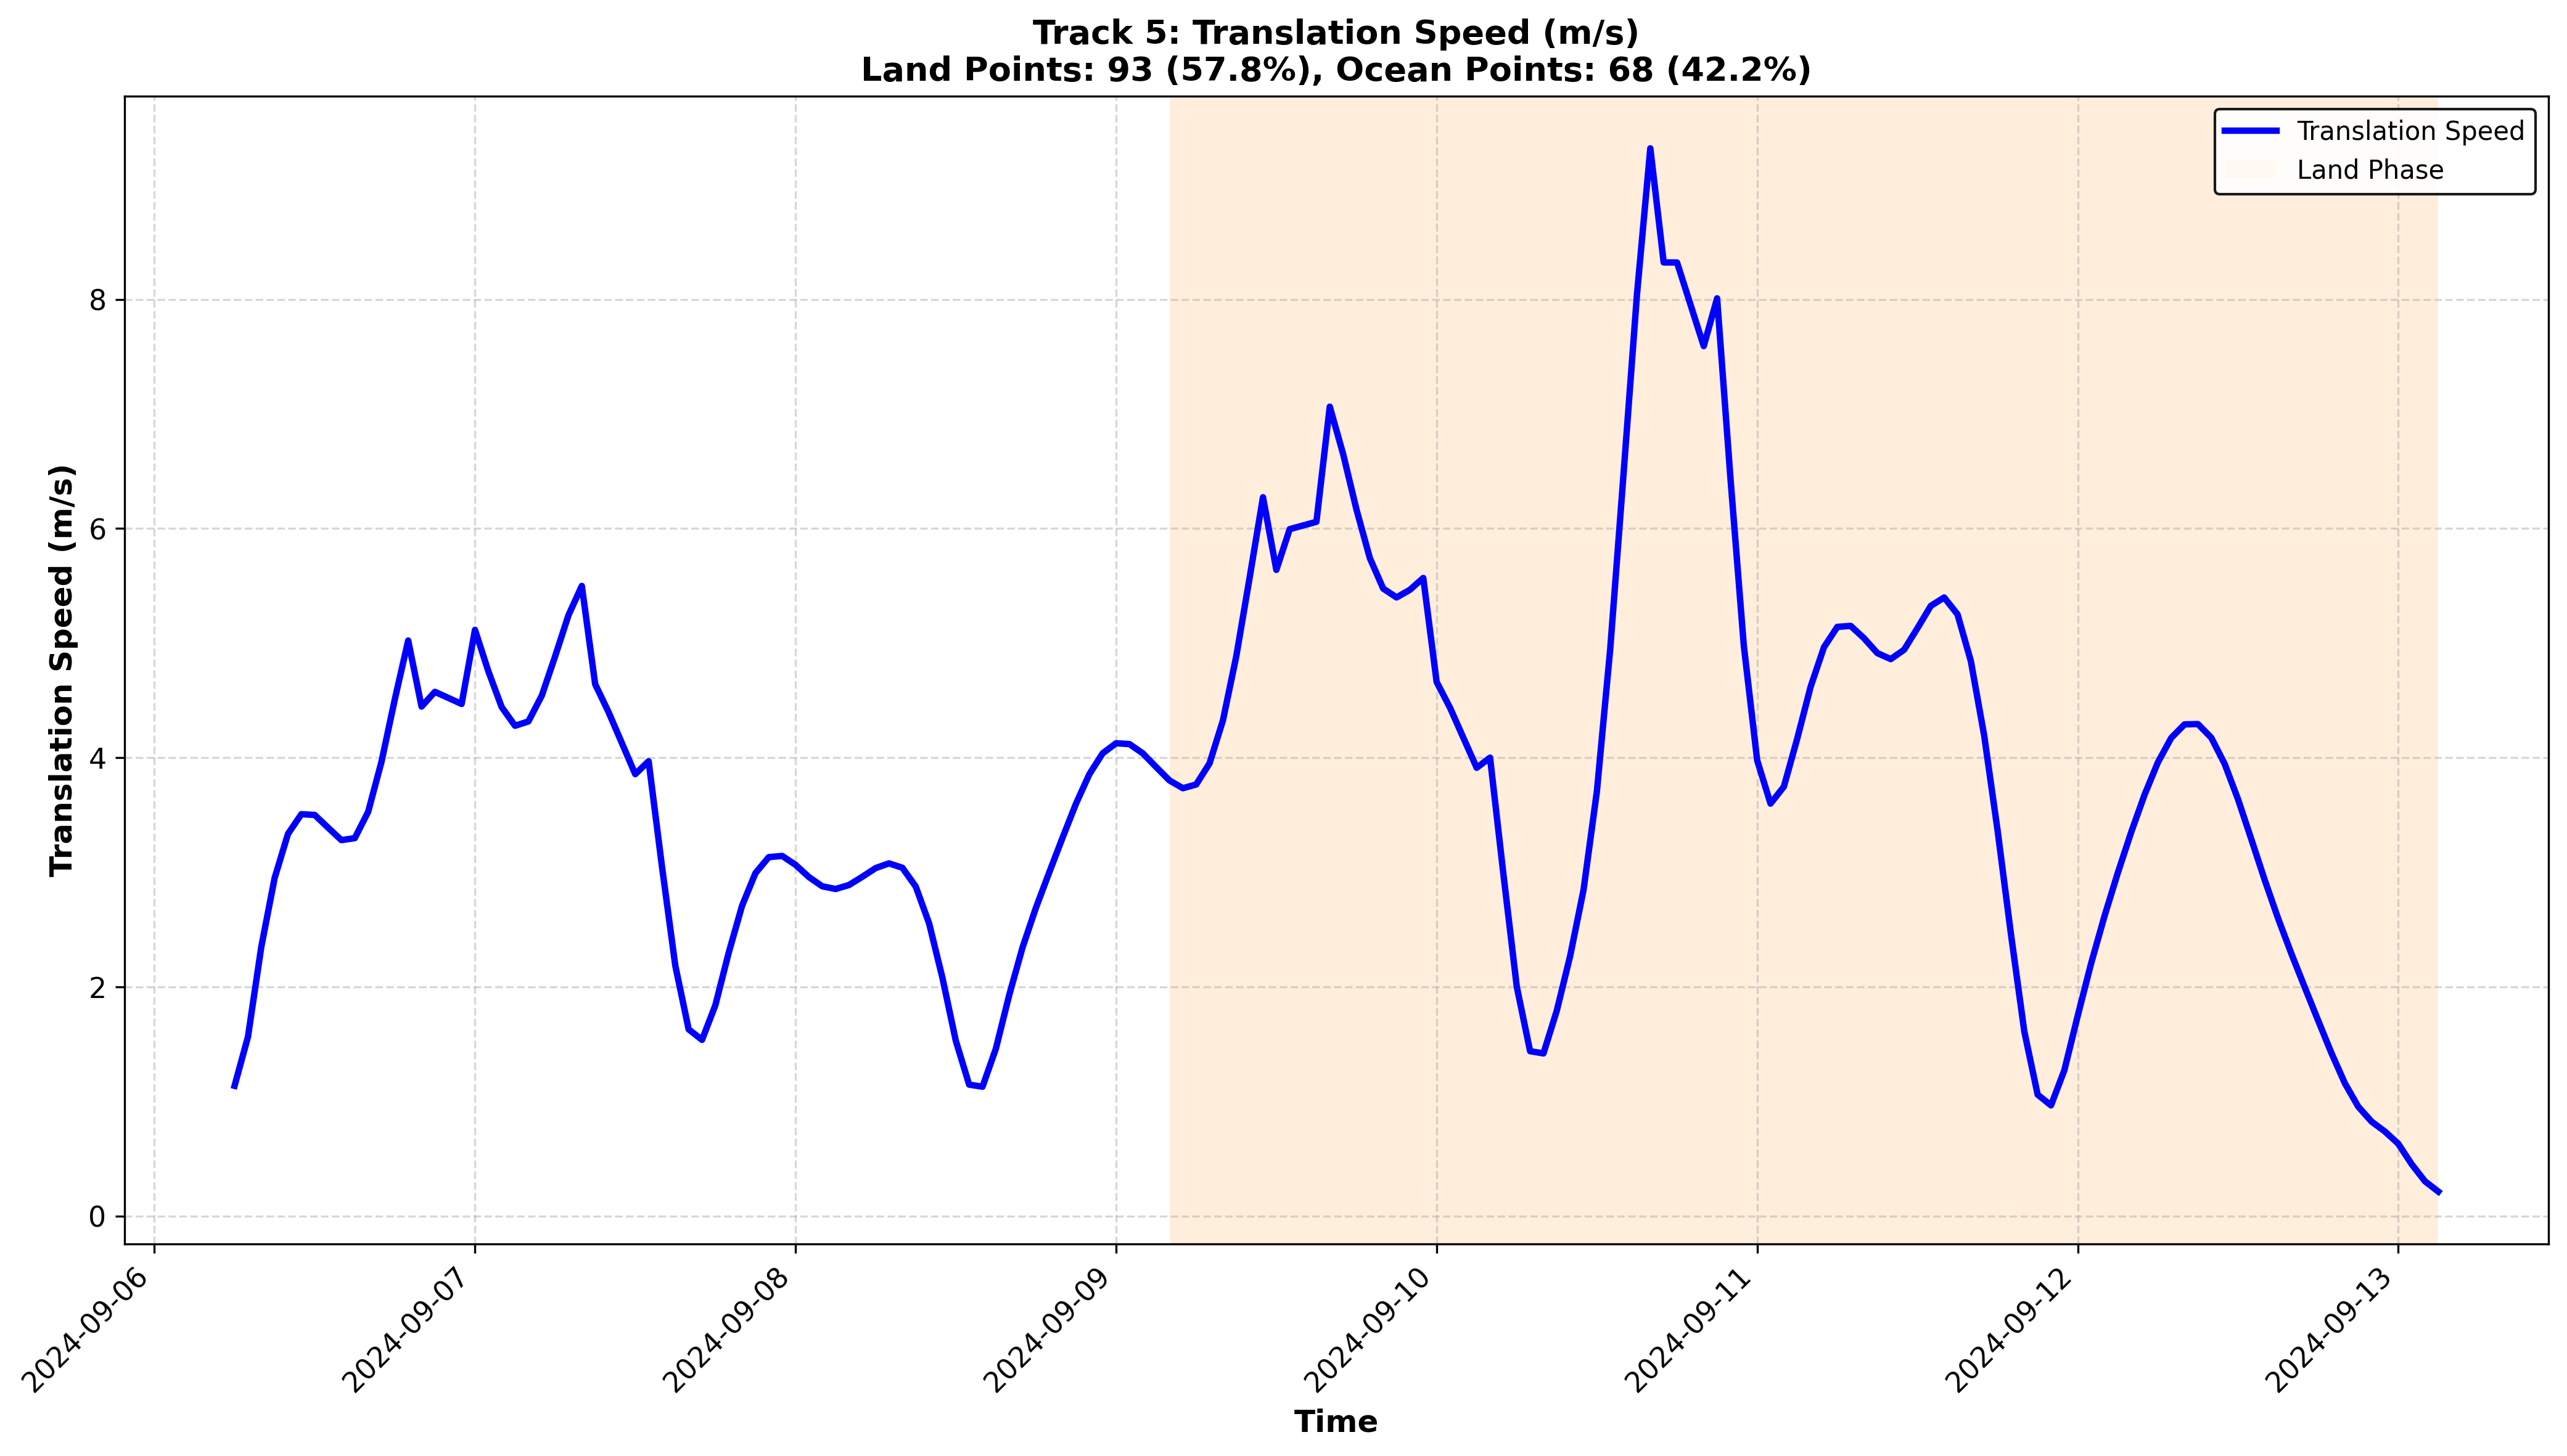 Track 5: Translation Speed (m/s)
Land Points: 93 (57.8%), Ocean Points: 68 (42.2%)
Translation Speed
Land Phase
Translation Speed (m/s)
8
6
4
2
0
2024-09-06
2024-09-07
2024-09-08
2024-09-09
2024-09-10
2024-09-11
2024-09-12
2024-09-13
Time